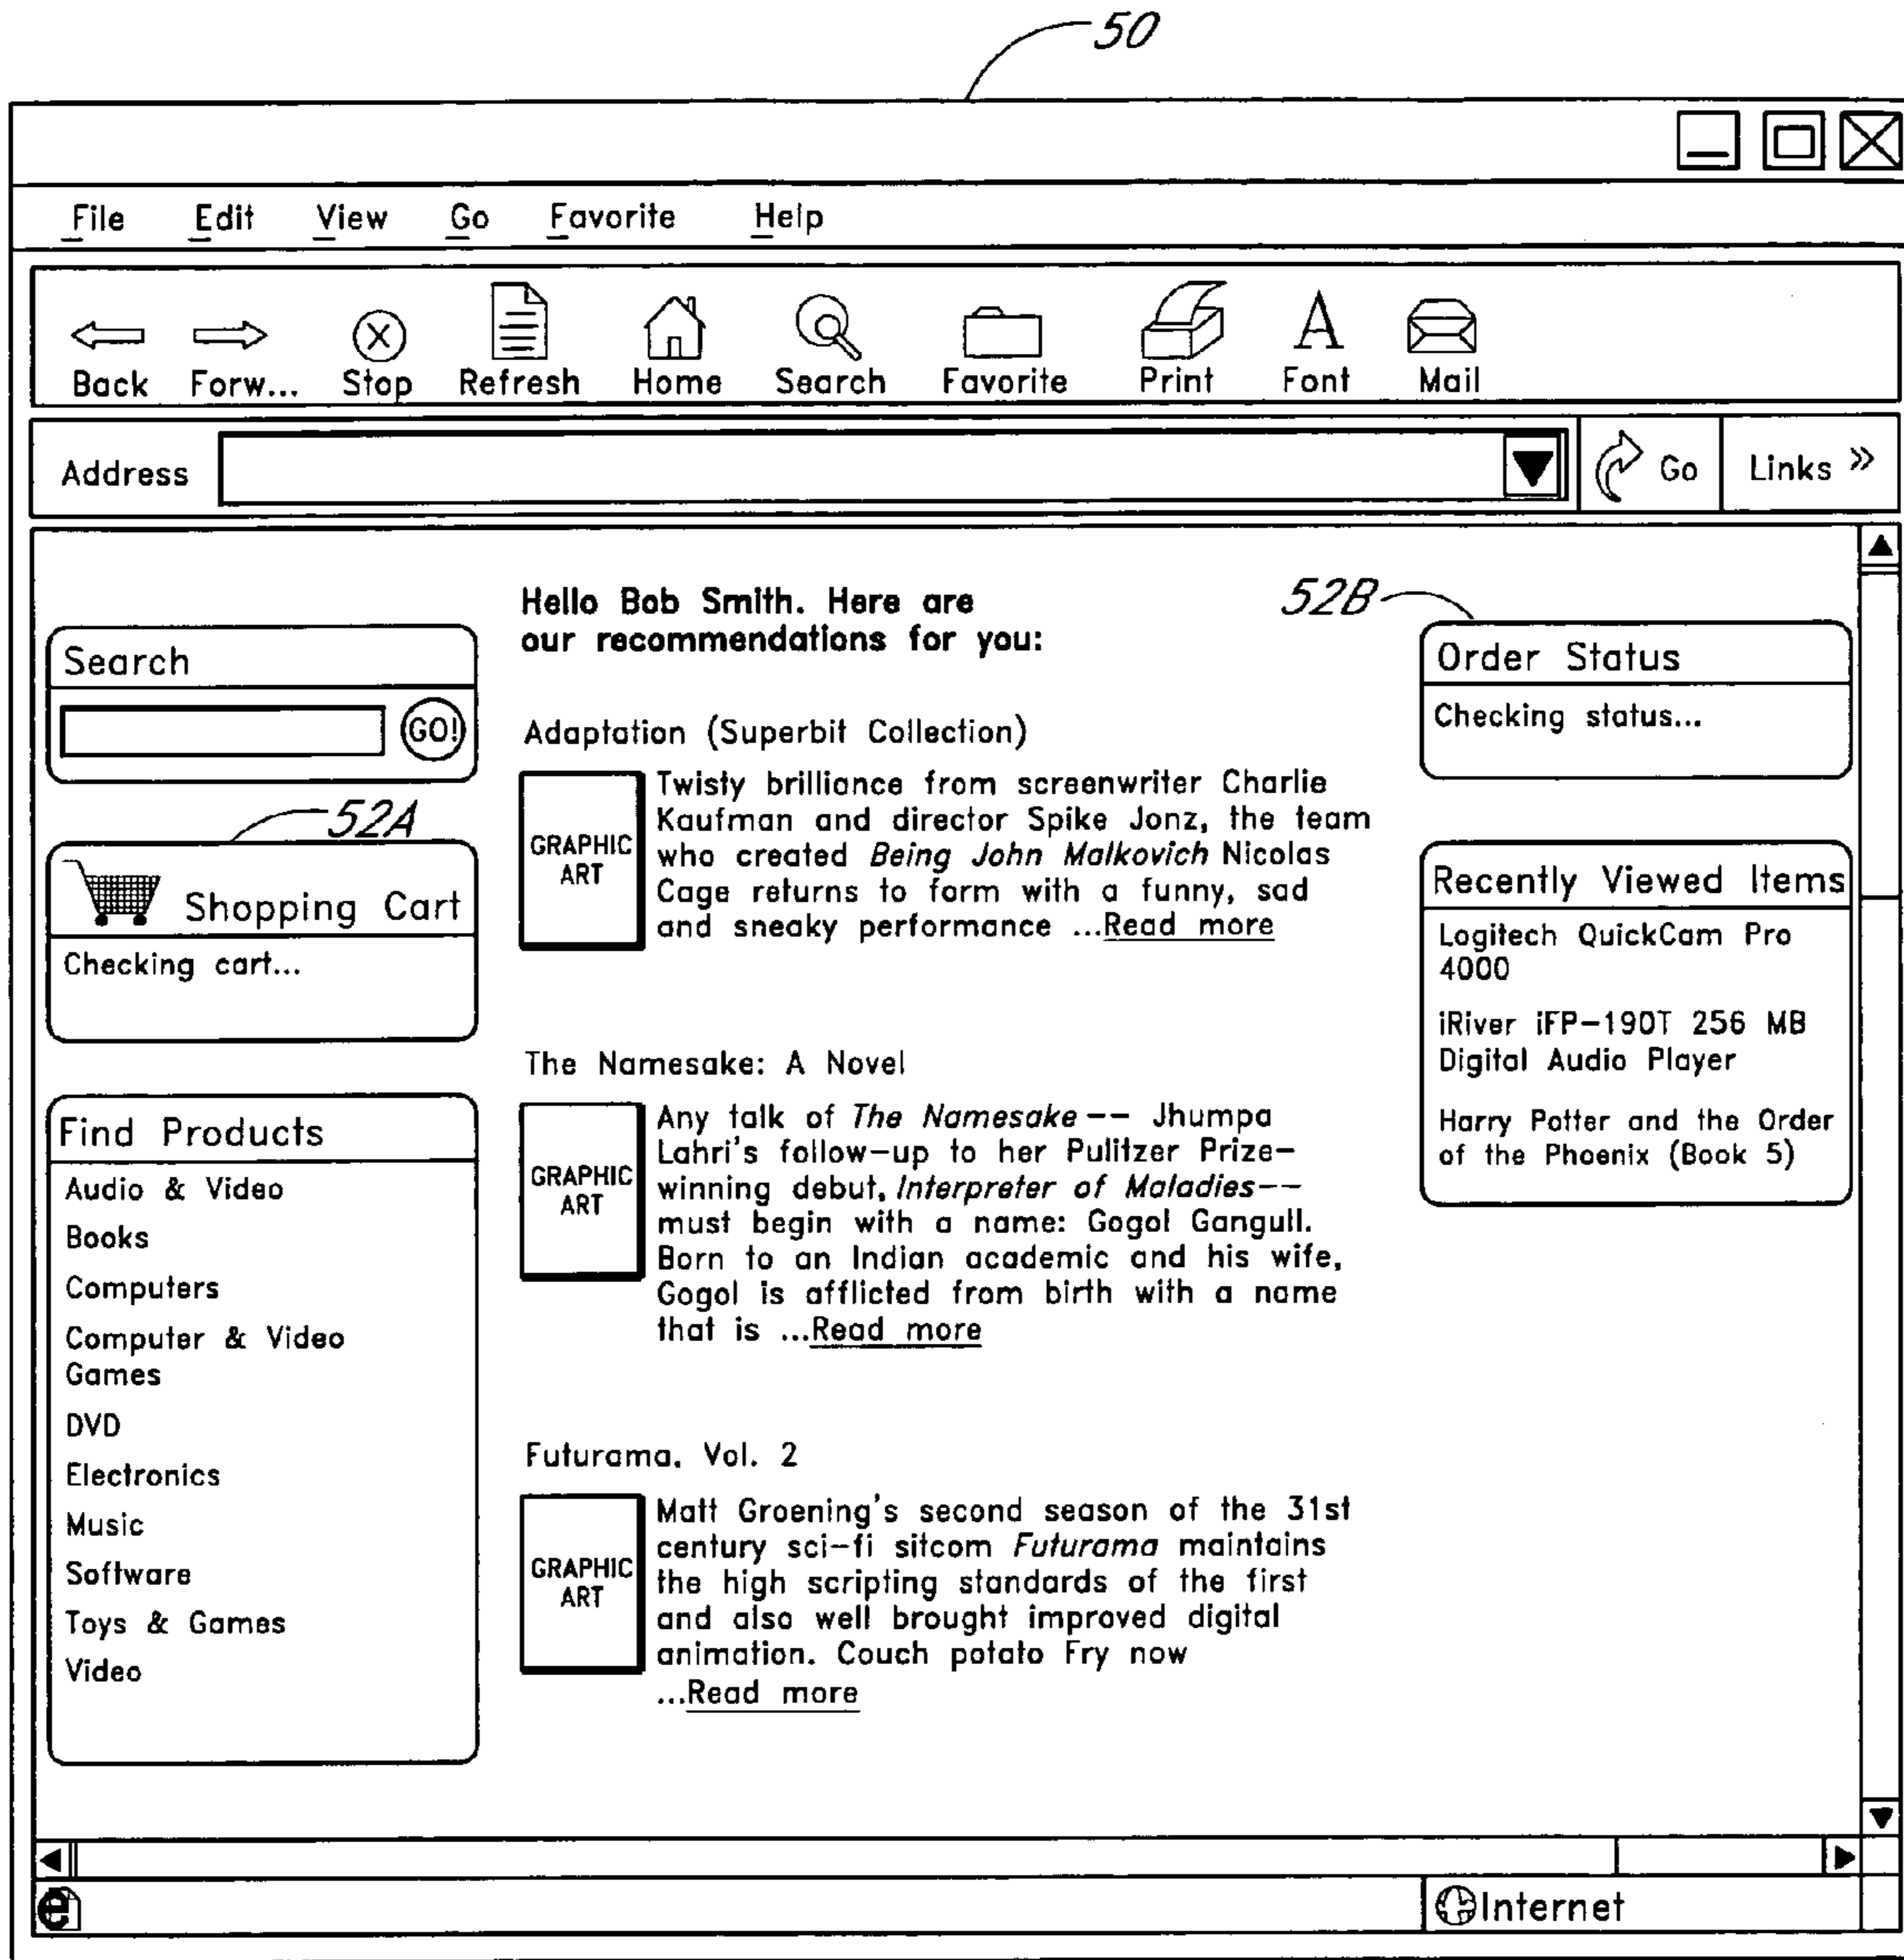 50
File Edit View Go Favorite Help
Back Forw... Stop Refresh Home Search Favorite Print Font Mail
Address Go Links »
Search
GO!
52A
Shopping Cart
Checking cart...
Find Products
Audio & Video
Books
Computers
Computer & Video
Games
DVD
Electronics
Music
Software
Toys & Games
Video
Hello Bob Smith. Here are
our recommendations for you:
Adaptation (Superbit Collection)
GRAPHIC
ART
Twisty brilliance from screenwriter Charlie
Kaufman and director Spike Jonz, the team
who created Being John Malkovich Nicolas
Cage returns to form with a funny, sad
and sneaky performance ...Read more
The Namesake: A Novel
GRAPHIC
ART
Any talk of The Namesake -- Jhumpa
Lahri's follow-up to her Pulitzer Prize-
winning debut, Interpreter of Maladies--
must begin with a name: Gogol Gangull.
Born to an Indian academic and his wife,
Gogol is afflicted from birth with a name
that is ...Read more
Futurama, Vol. 2
GRAPHIC
ART
Matt Groening's second season of the 31st
century sci-fi sitcom Futurama maintains
the high scripting standards of the first
and also well brought improved digital
animation. Couch potato Fry now
...Read more
52B
Order Status
Checking status...
Recently Viewed Items
Logitech QuickCam Pro
4000
iRiver iFP-190T 256 MB
Digital Audio Player
Harry Potter and the Order
of the Phoenix (Book 5)
e
Internet